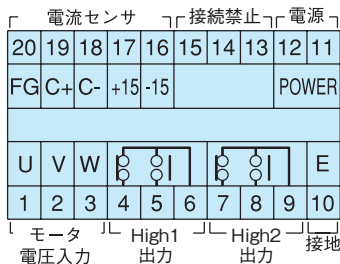 電流センサ 接続禁止 電源
20 19 18 17 16 15 14 13 12 11
FG C+ C- +15 -15 POWER
U V W E
1 2 3 4 5 6 7 8 9 10
モータ High1 High2 接地
電圧入力 出力 出力